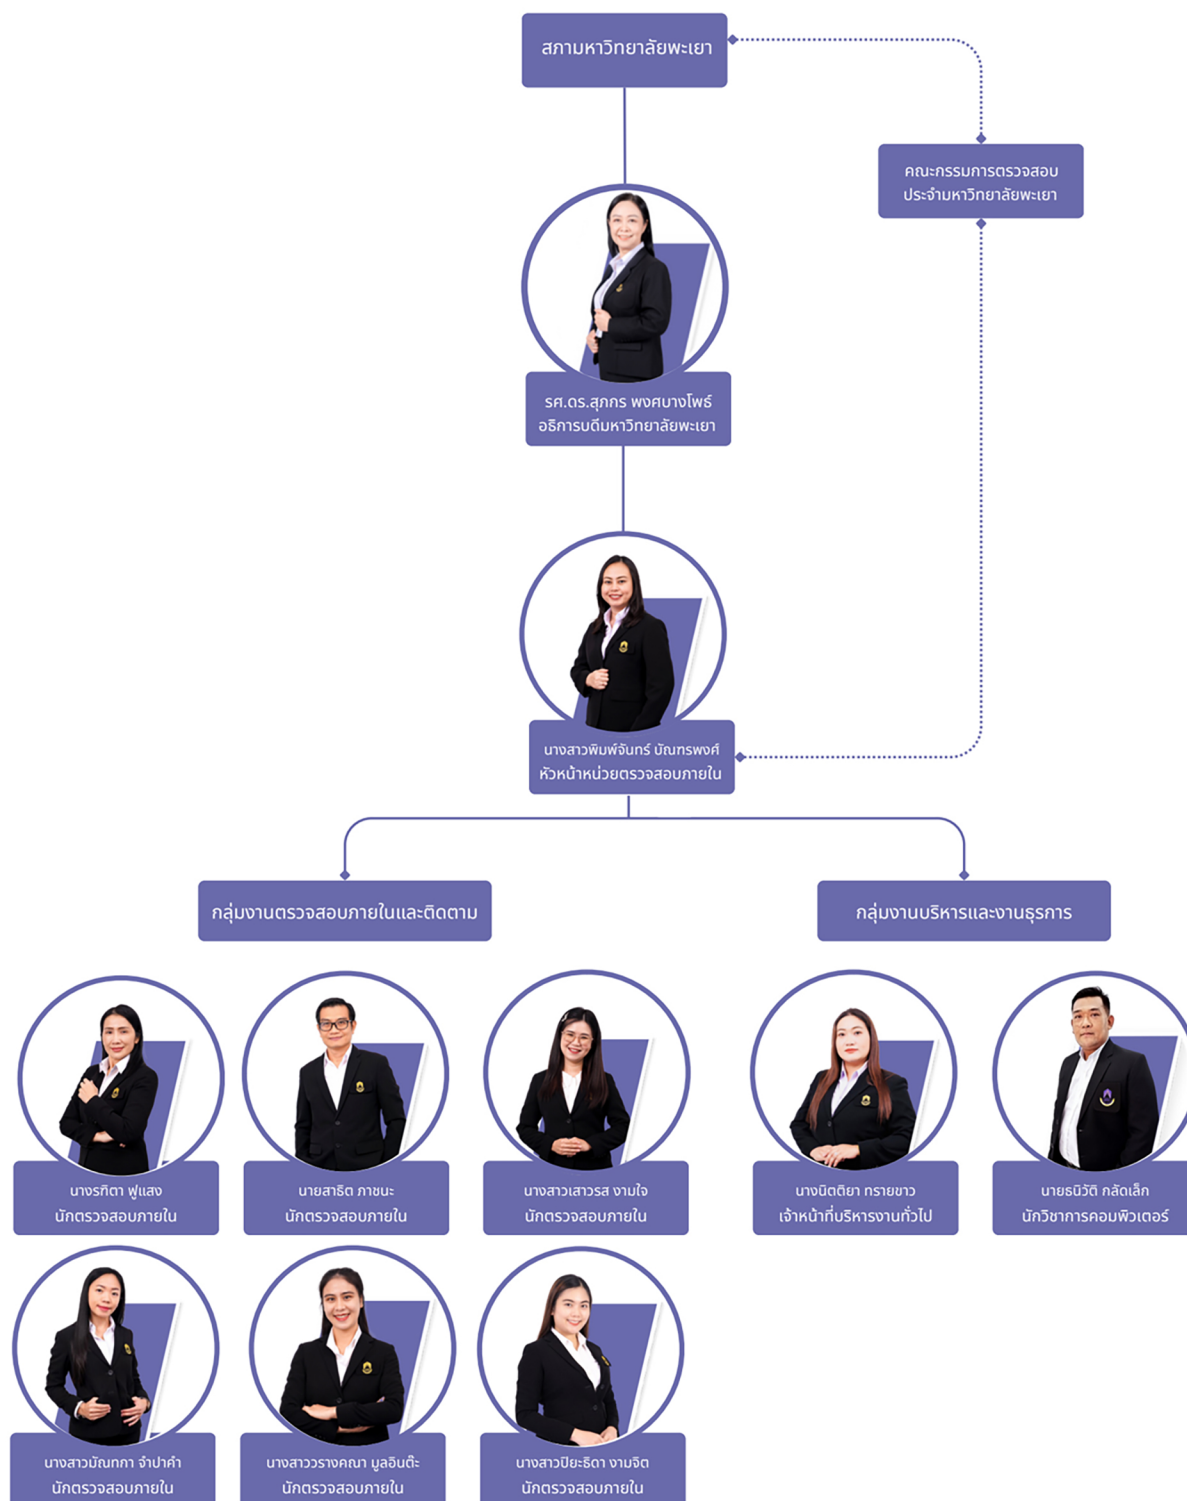 สภามหาวิทยาลัยพะเยา
คณะกรรมการตรวจสอบ
ประจำมหาวิทยาลัยพะเยา
รศ.ดร.สุภกร พงศบางโพธ์
อธิการบดีมหาวิทยาลัยพะเยา
นางสาวพิมพ์จันทร์ บัณฑรพงศ์
หัวหน้าหน่วยตรวจสอบภายใน
กลุ่มงานตรวจสอบภายในและติดตาม
กลุ่มงานบริหารและงานธุรการ
นางรฑิตา ฟูแสง
นักตรวจสอบภายใน
นายสาธิต ภาชนะ
นักตรวจสอบภายใน
นางสาวเสาวรส งามใจ
นักตรวจสอบภายใน
นางนิตติยา ทรายขาว
เจ้าหน้าที่บริหารงานทั่วไป
นายธนิวัติ กลัดเล็ก
นักวิชาการคอมพิวเตอร์
นางสาวมัณฑกา จำปาคำ
นักตรวจสอบภายใน
นางสาววรางคณา มูลอินต๊ะ
นักตรวจสอบภายใน
นางสาวปิยะธิดา งามจิต
นักตรวจสอบภายใน